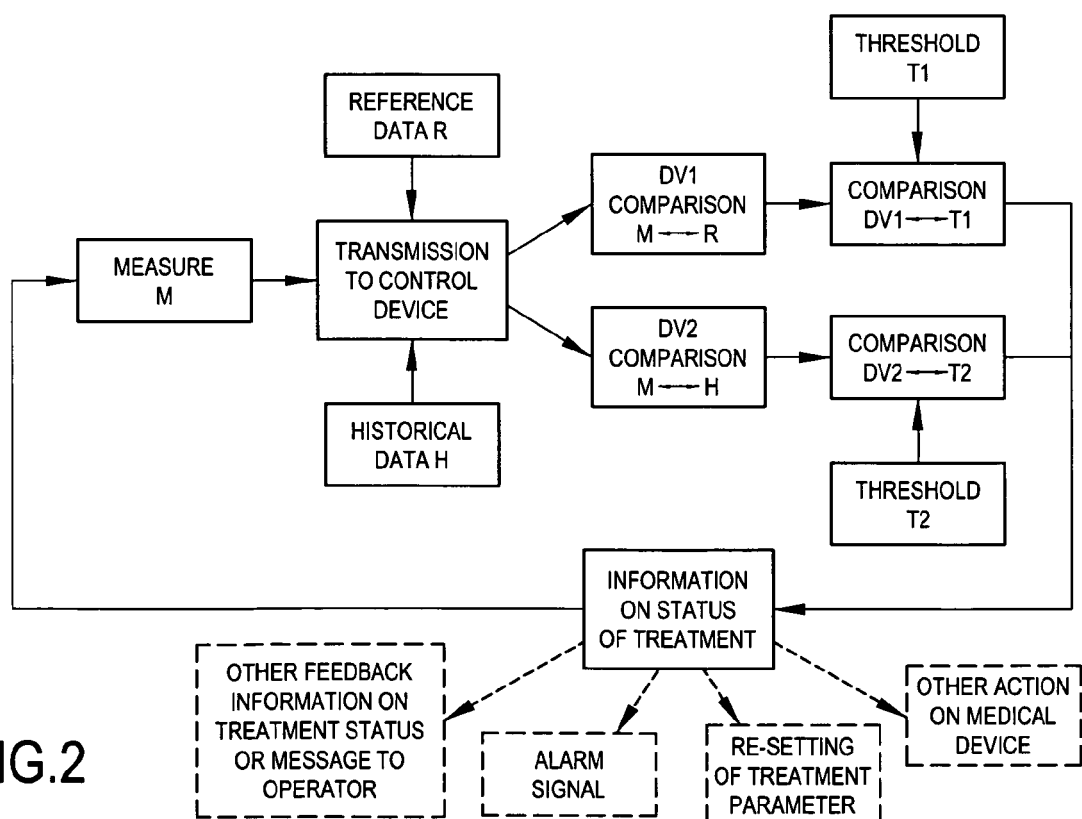 THRESHOLD
T1
REFERENCE
DATA R
DV1
COMPARISON
M ⟷ R
COMPARISON
DV1⟷T1
MEASURE
M
TRANSMISSION
TO CONTROL
DEVICE
DV2
COMPARISON
M ⟷ H
COMPARISON
DV2⟷T2
HISTORICAL
DATA H
THRESHOLD
T2
INFORMATION
ON STATUS
OF TREATMENT
OTHER FEEDBACK
INFORMATION ON
TREATMENT STATUS
OR MESSAGE TO
OPERATOR
ALARM
SIGNAL
RE-SETTING
OF TREATMENT
PARAMETER
OTHER ACTION
ON MEDICAL
DEVICE
IG.2